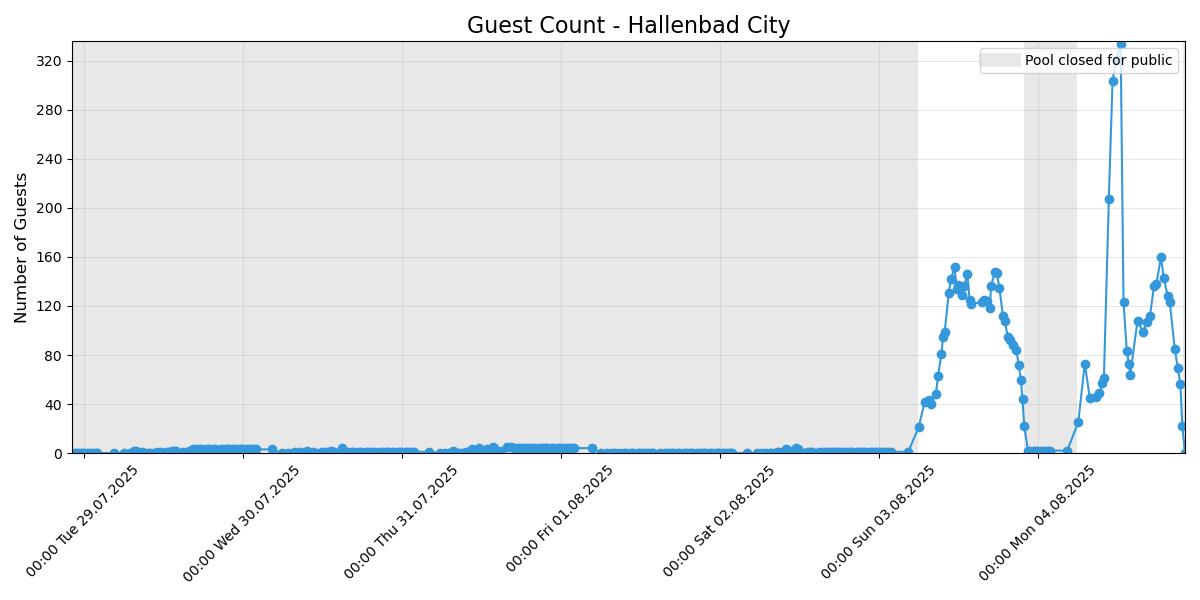 Guest Count - Hallenbad City
Pool closed for public
Number of Guests
320
280
240
200
160
120
80
40
0
00:00 Tue 29.07.2025
00:00 Wed 30.07.2025
00:00 Thu 31.07.2025
00:00 Fri 01.08.2025
00:00 Sat 02.08.2025
00:00 Sun 03.08.2025
00:00 Mon 04.08.2025